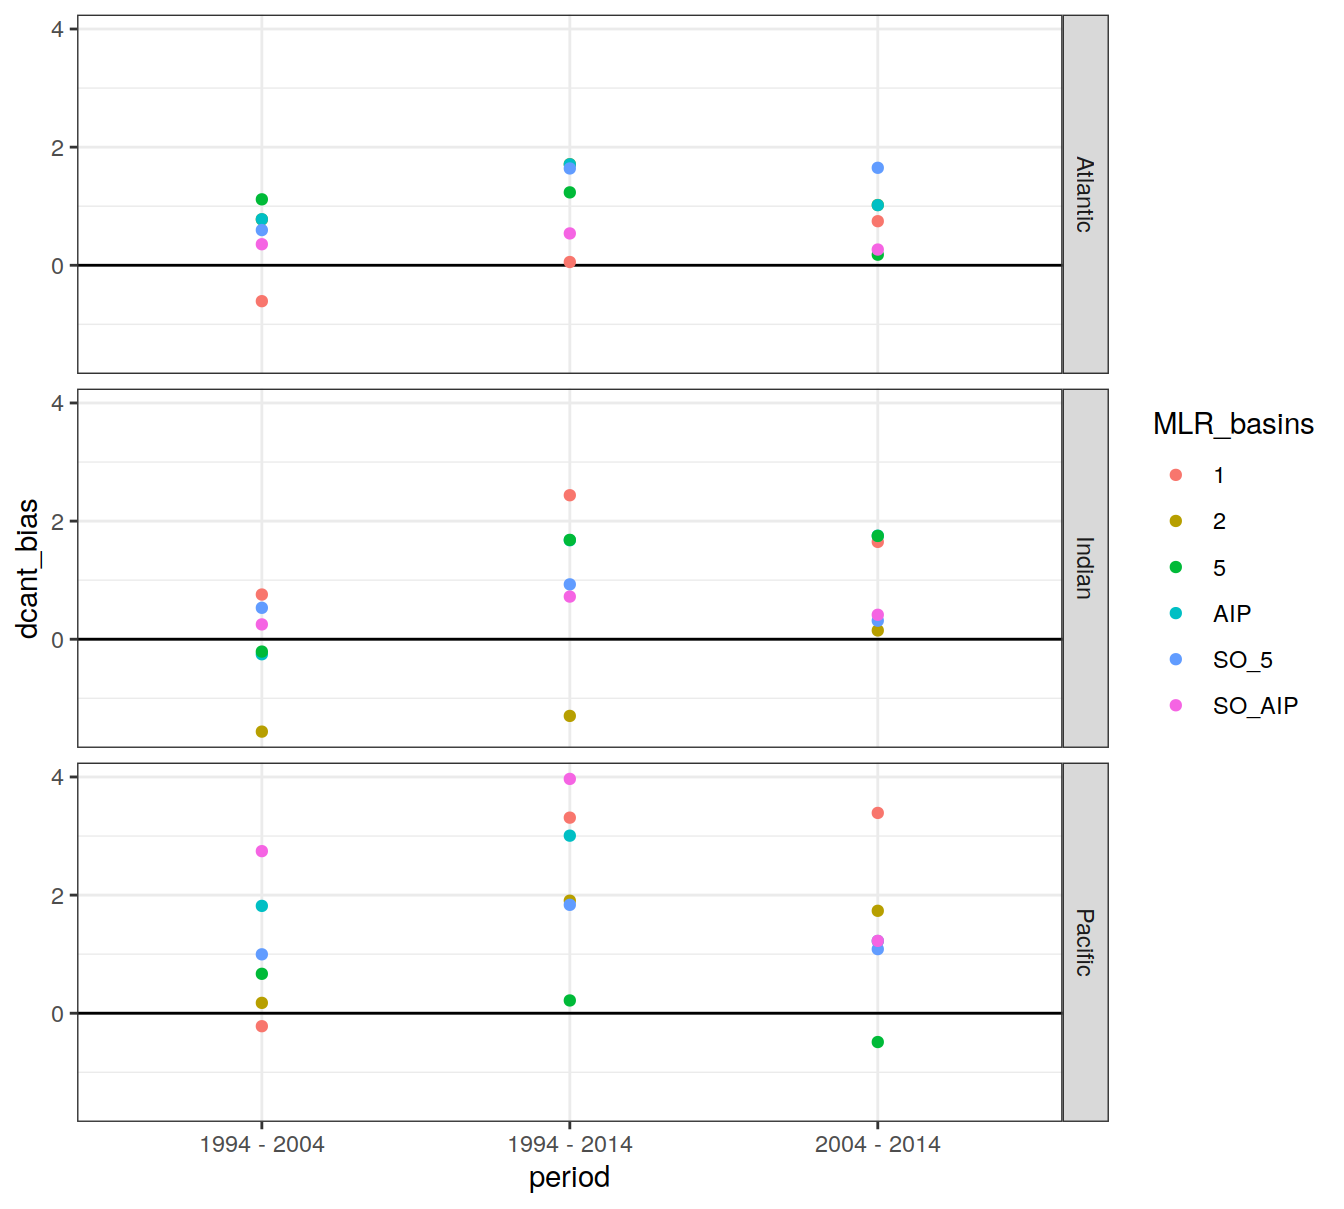 4
2
0
Atlantic
4
2
0
Indian
4
2
0
Pacific
dcant_bias
1994 - 2004
1994 - 2014
2004 - 2014
period
MLR_basins
1
2
5
AIP
SO_5
SO_AIP